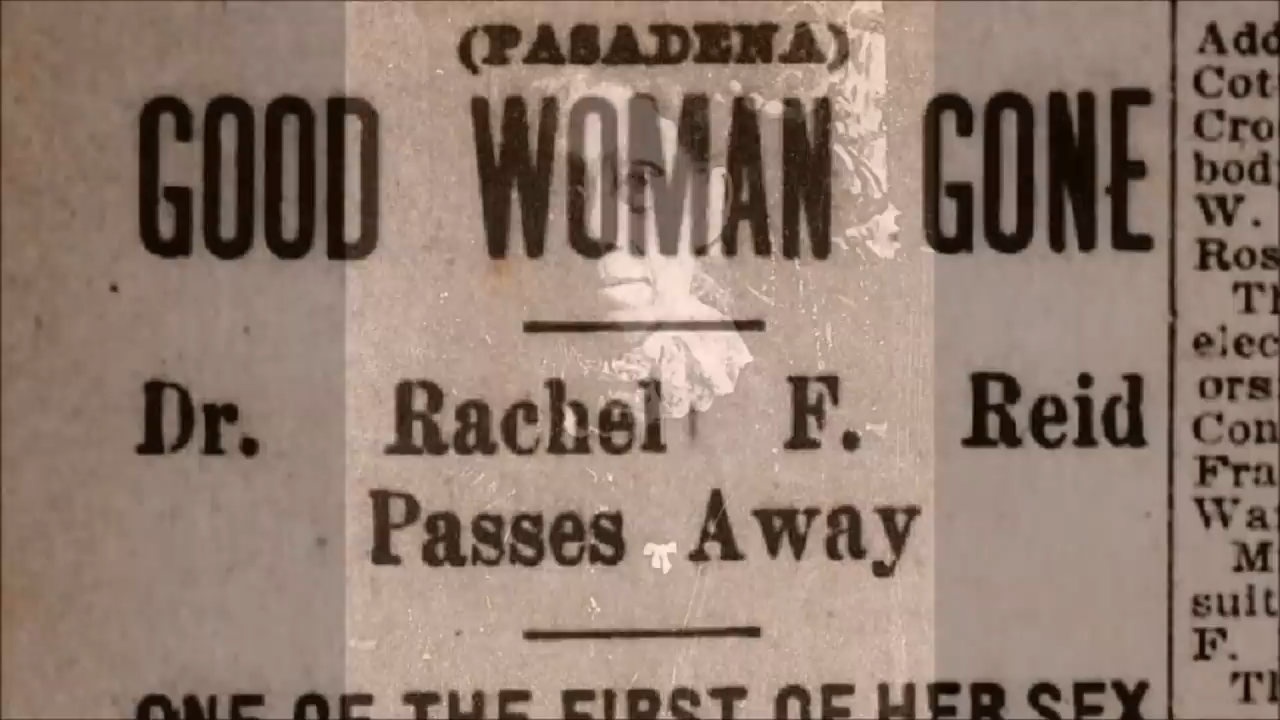 (PASADENA)
GOOD WOMAN GONE
Dr. Rachel F. Reid
Passes Away
ONE OF THE FIRST OF HER SEX
Add
Cot-
Cro
bod
W.
Ros
Th
elec
ors
Con
Fra
Wa
M
suit
F.
Th